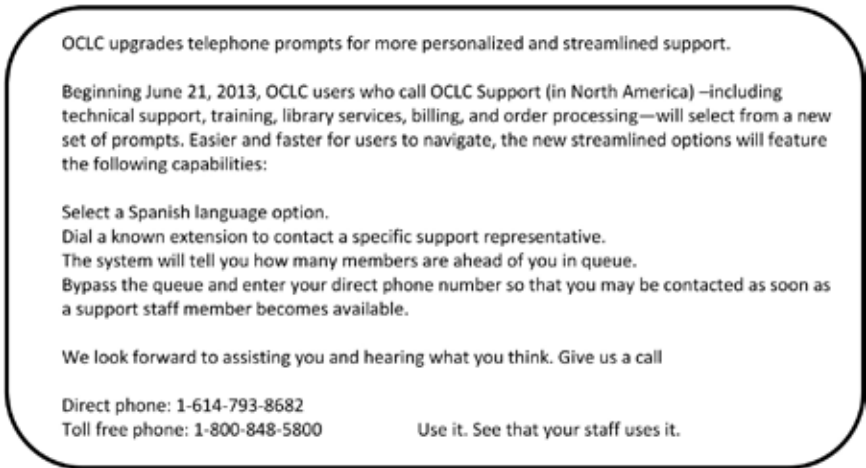 OCLC upgrades telephone prompts for more personalized and streamlined support.
Beginning June 21, 2013, OCLC users who call OCLC Support (in North America) –including
technical support, training, library services, billing, and order processing—will select from a new
set of prompts. Easier and faster for users to navigate, the new streamlined options will feature
the following capabilities:
Select a Spanish language option.
Dial a known extension to contact a specific support representative.
The system will tell you how many members are ahead of you in queue.
Bypass the queue and enter your direct phone number so that you may be contacted as soon as
a support staff member becomes available.
We look forward to assisting you and hearing what you think. Give us a call
Direct phone: 1-614-793-8682
Toll free phone: 1-800-848-5800 Use it. See that your staff uses it.